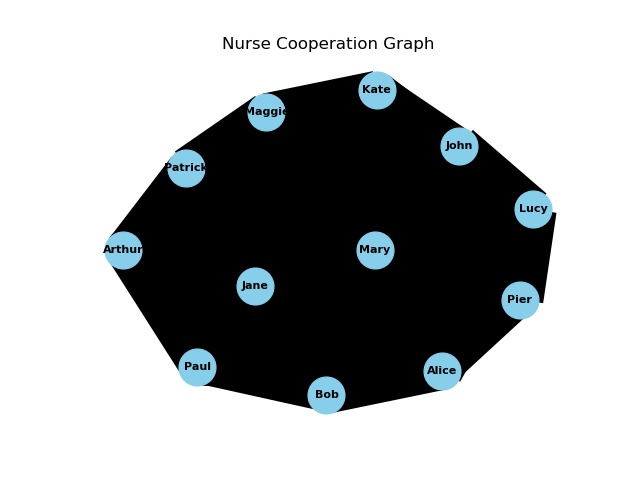 Nurse Cooperation Graph
Kate
Maggie
John
Patrick
Lucy
Arthur
Mary
Jane
Pier
Paul
Alice
Bob